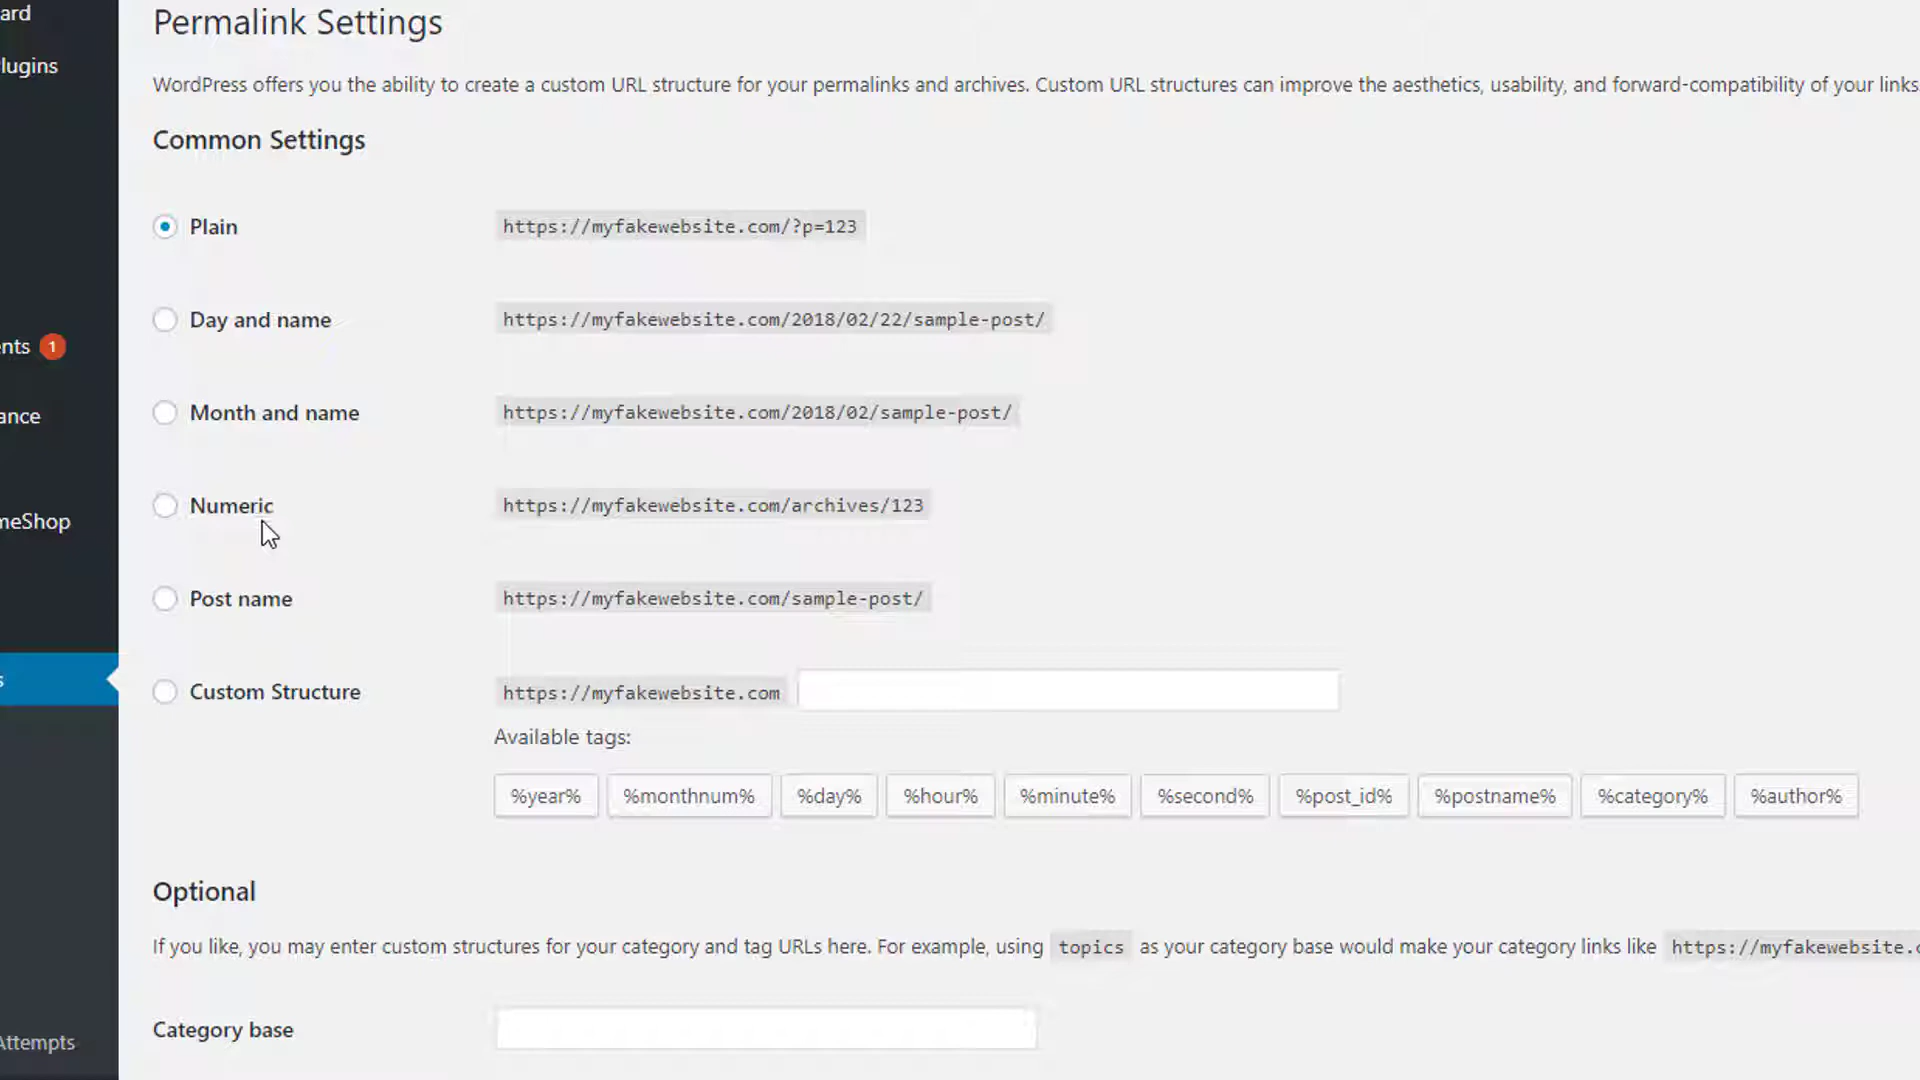 Permalink Settings
WordPress offers you the ability to create a custom URL structure for your permalinks and archives. Custom URL structures can improve the aesthetics, usability, and forward-compatibility of your links
Common Settings
Plain https://myfakewebsite.com/?p=123
Day and name https://myfakewebsite.com/2018/02/22/sample-post/
Month and name https://myfakewebsite.com/2018/02/sample-post/
Numeric https://myfakewebsite.com/archives/123
Post name https://myfakewebsite.com/sample-post/
Custom Structure https://myfakewebsite.com
Available tags:
%year% %monthnum% %day% %hour% %minute% %second% %post_id% %postname% %category% %author%
Optional
If you like, you may enter custom structures for your category and tag URLs here. For example, using topics as your category base would make your category links like https://myfakewebsite.c
Category base
ard
lugins
nts 1
ance
meShop
s
Attempts